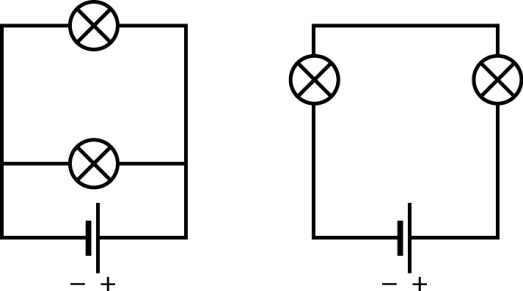 − + − +